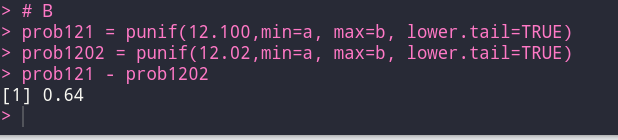 > # B
> prob121 = punif(12.100,min=a, max=b, lower.tail=TRUE)
> prob1202 = punif(12.02,min=a, max=b, lower.tail=TRUE)
> prob121 - prob1202
[1] 0.64
>